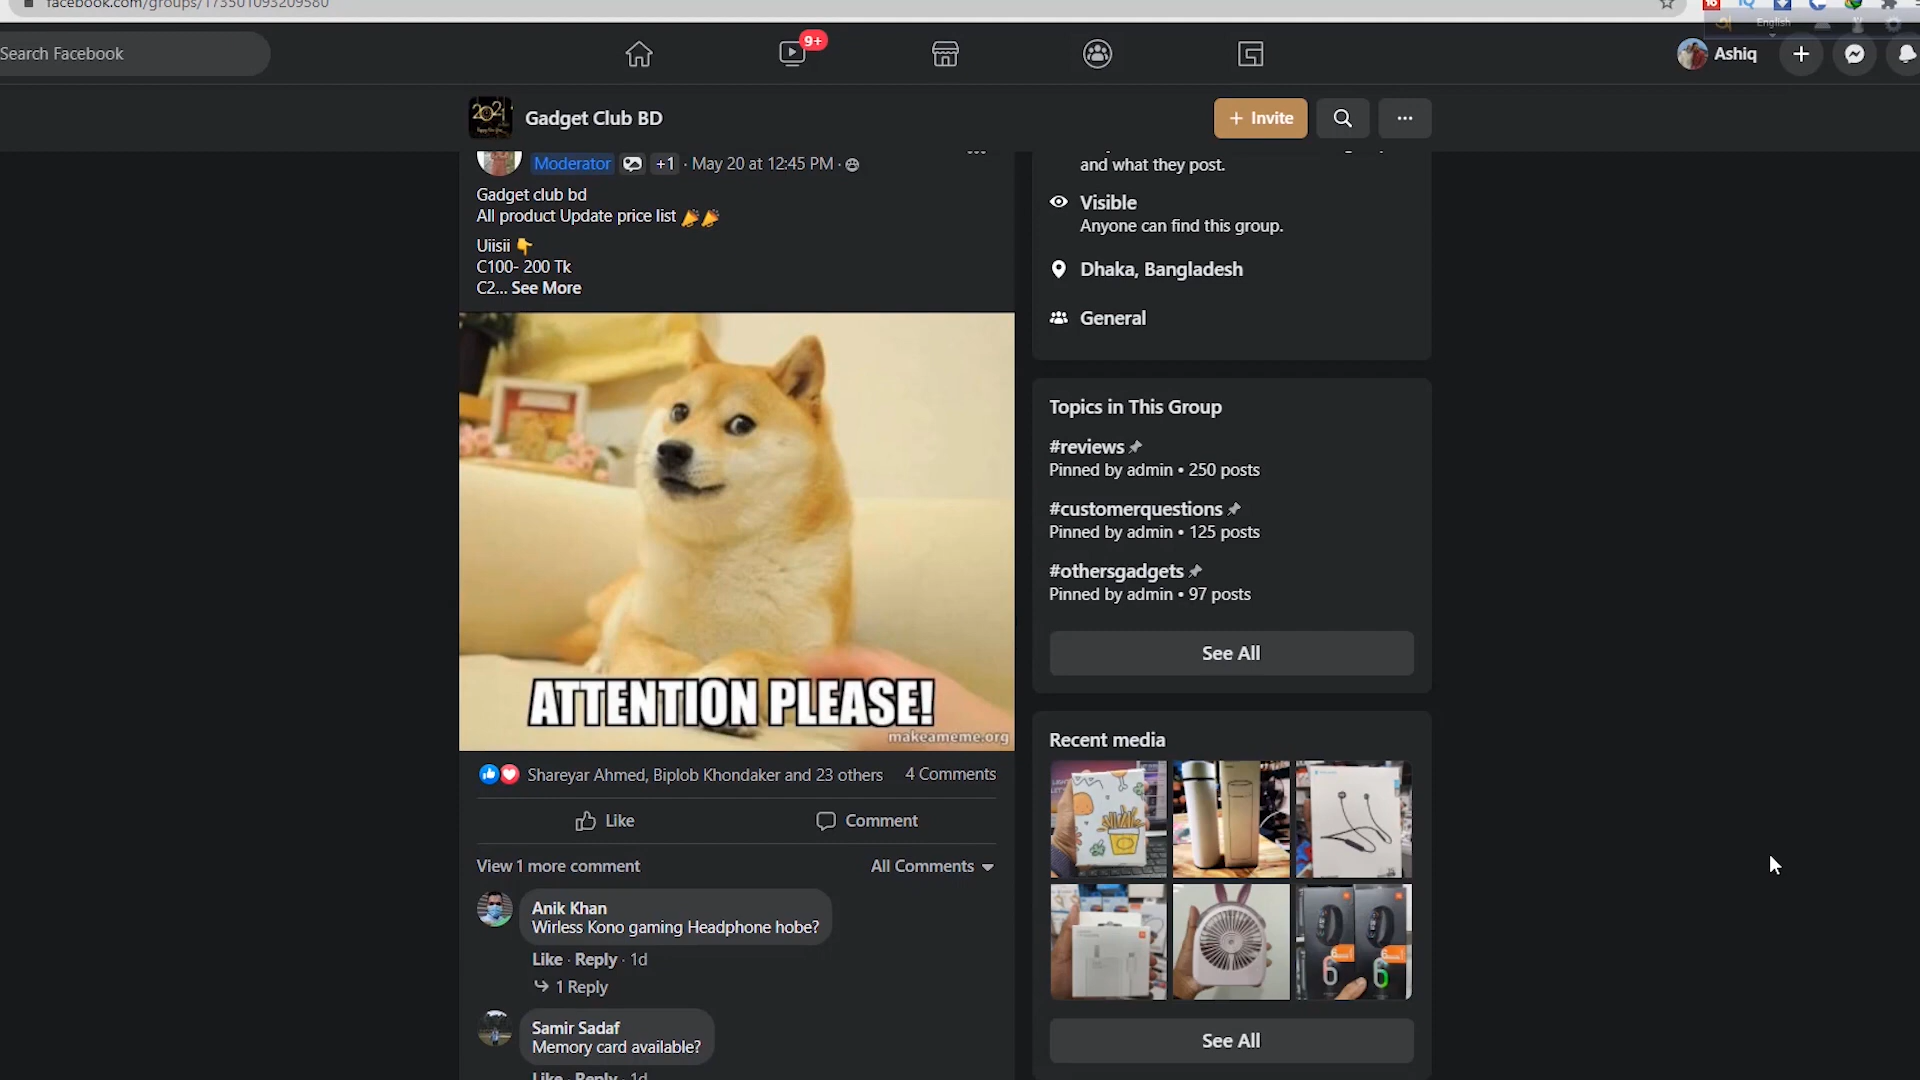 facebook.com/groups/173501093209580
English
Search Facebook
9+
Ashiq
2021
Gadget Club BD
+ Invite
Moderator +1 · May 20 at 12:45 PM ·
Gadget club bd
All product Update price list 🎉🎉
Uiisii 👇
C100- 200 Tk
C2... See More
ATTENTION PLEASE!
makeameme.org
Shareyar Ahmed, Biplob Khondaker and 23 others
4 Comments
Like
Comment
View 1 more comment
All Comments
Anik Khan
Wirless Kono gaming Headphone hobe?
Like · Reply · 1d
1 Reply
Samir Sadaf
Memory card available?
Like · Reply · 1d
and what they post.
Visible
Anyone can find this group.
Dhaka, Bangladesh
General
Topics in This Group
#reviews
Pinned by admin • 250 posts
#customerquestions
Pinned by admin • 125 posts
#othersgadgets
Pinned by admin • 97 posts
See All
Recent media
See All